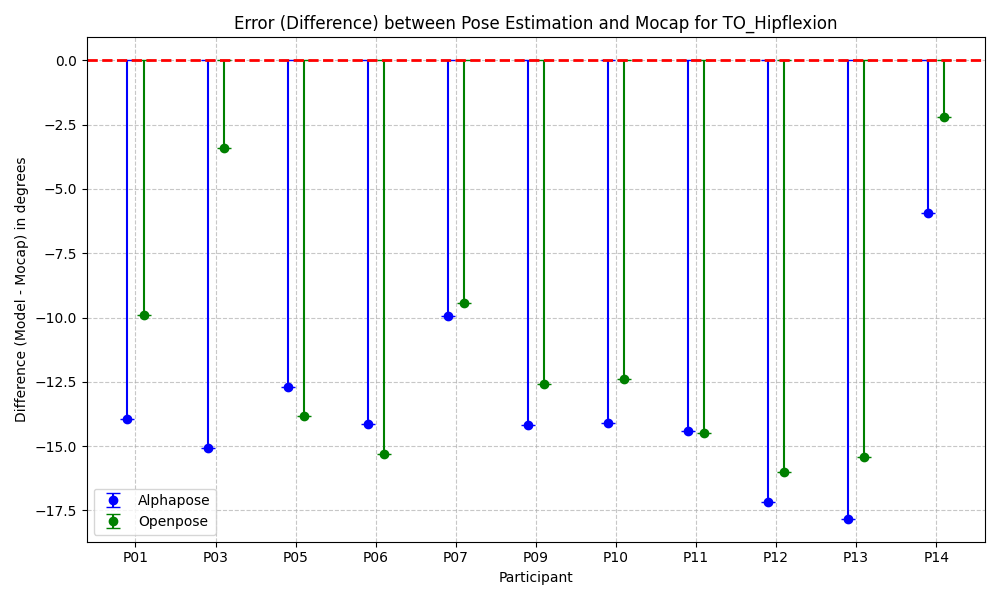 Error (Difference) between Pose Estimation and Mocap for TO_Hipflexion
Difference (Model - Mocap) in degrees
0.0
−2.5
−5.0
−7.5
−10.0
−12.5
−15.0
−17.5
Alphapose
Openpose
P01 P03 P05 P06 P07 P09 P10 P11 P12 P13 P14
Participant